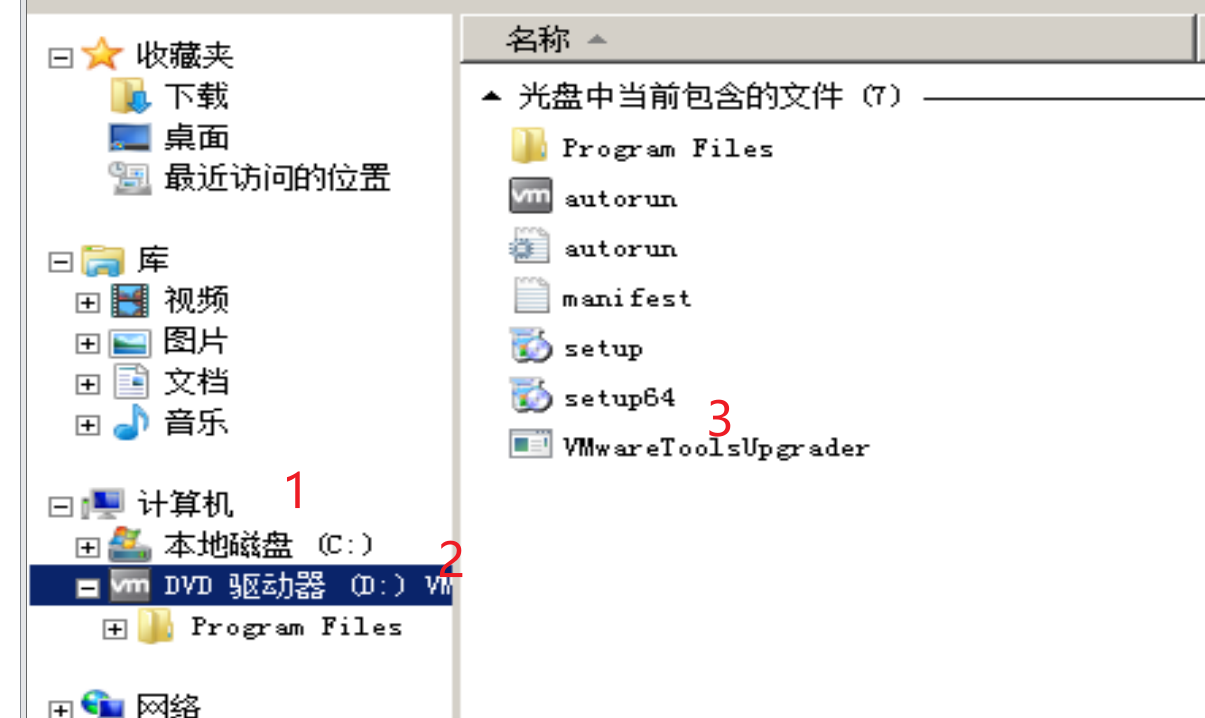 收藏夹
下载
桌面
最近访问的位置
库
视频
图片
文档
音乐
计算机 1
本地磁盘 (C:)
2
vm DVD 驱动器 (D:) VM
Program Files
网络
名称
光盘中当前包含的文件 (7)
Program Files
vm autorun
autorun
manifest
setup
setup64
3
VMwareToolsUpgrader